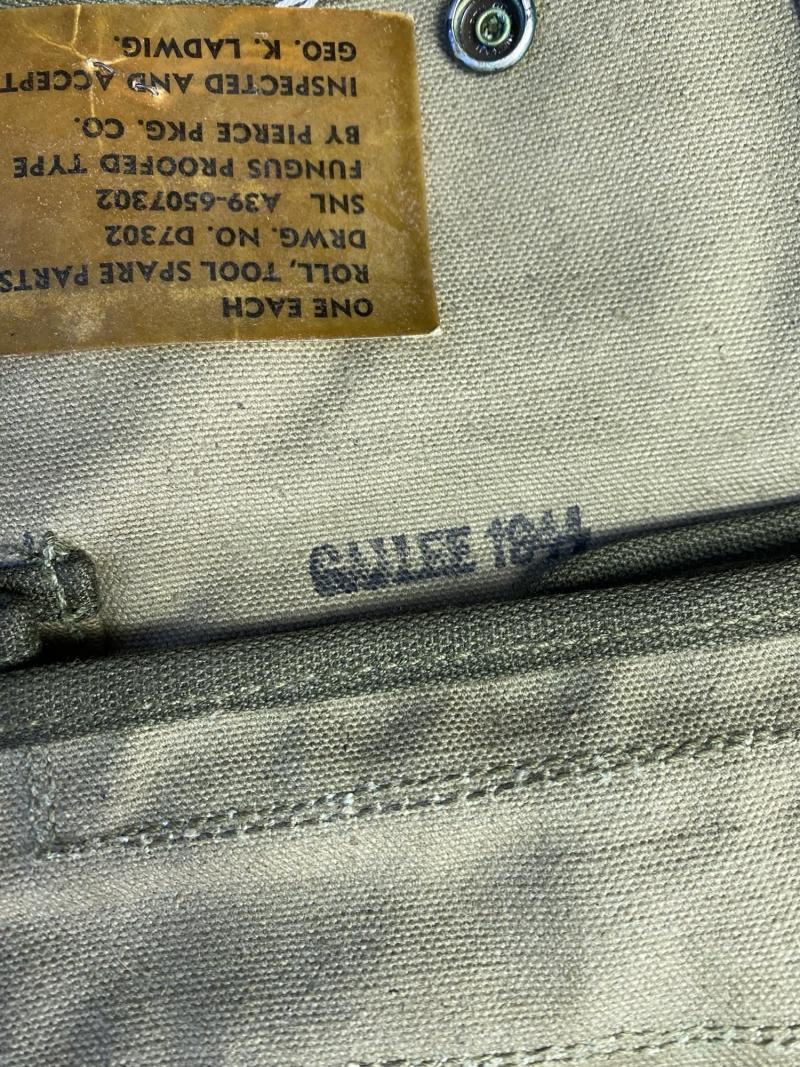 ONE EACH
ROLL, TOOL SPARE PARTS
DRWG. NO. D7302
SNL A39-6507302
FUNGUS PROOFED TYPE
BY PIERCE PKG. CO.
INSPECTED AND ACCEPT
GEO. K. LADWIG.
1944